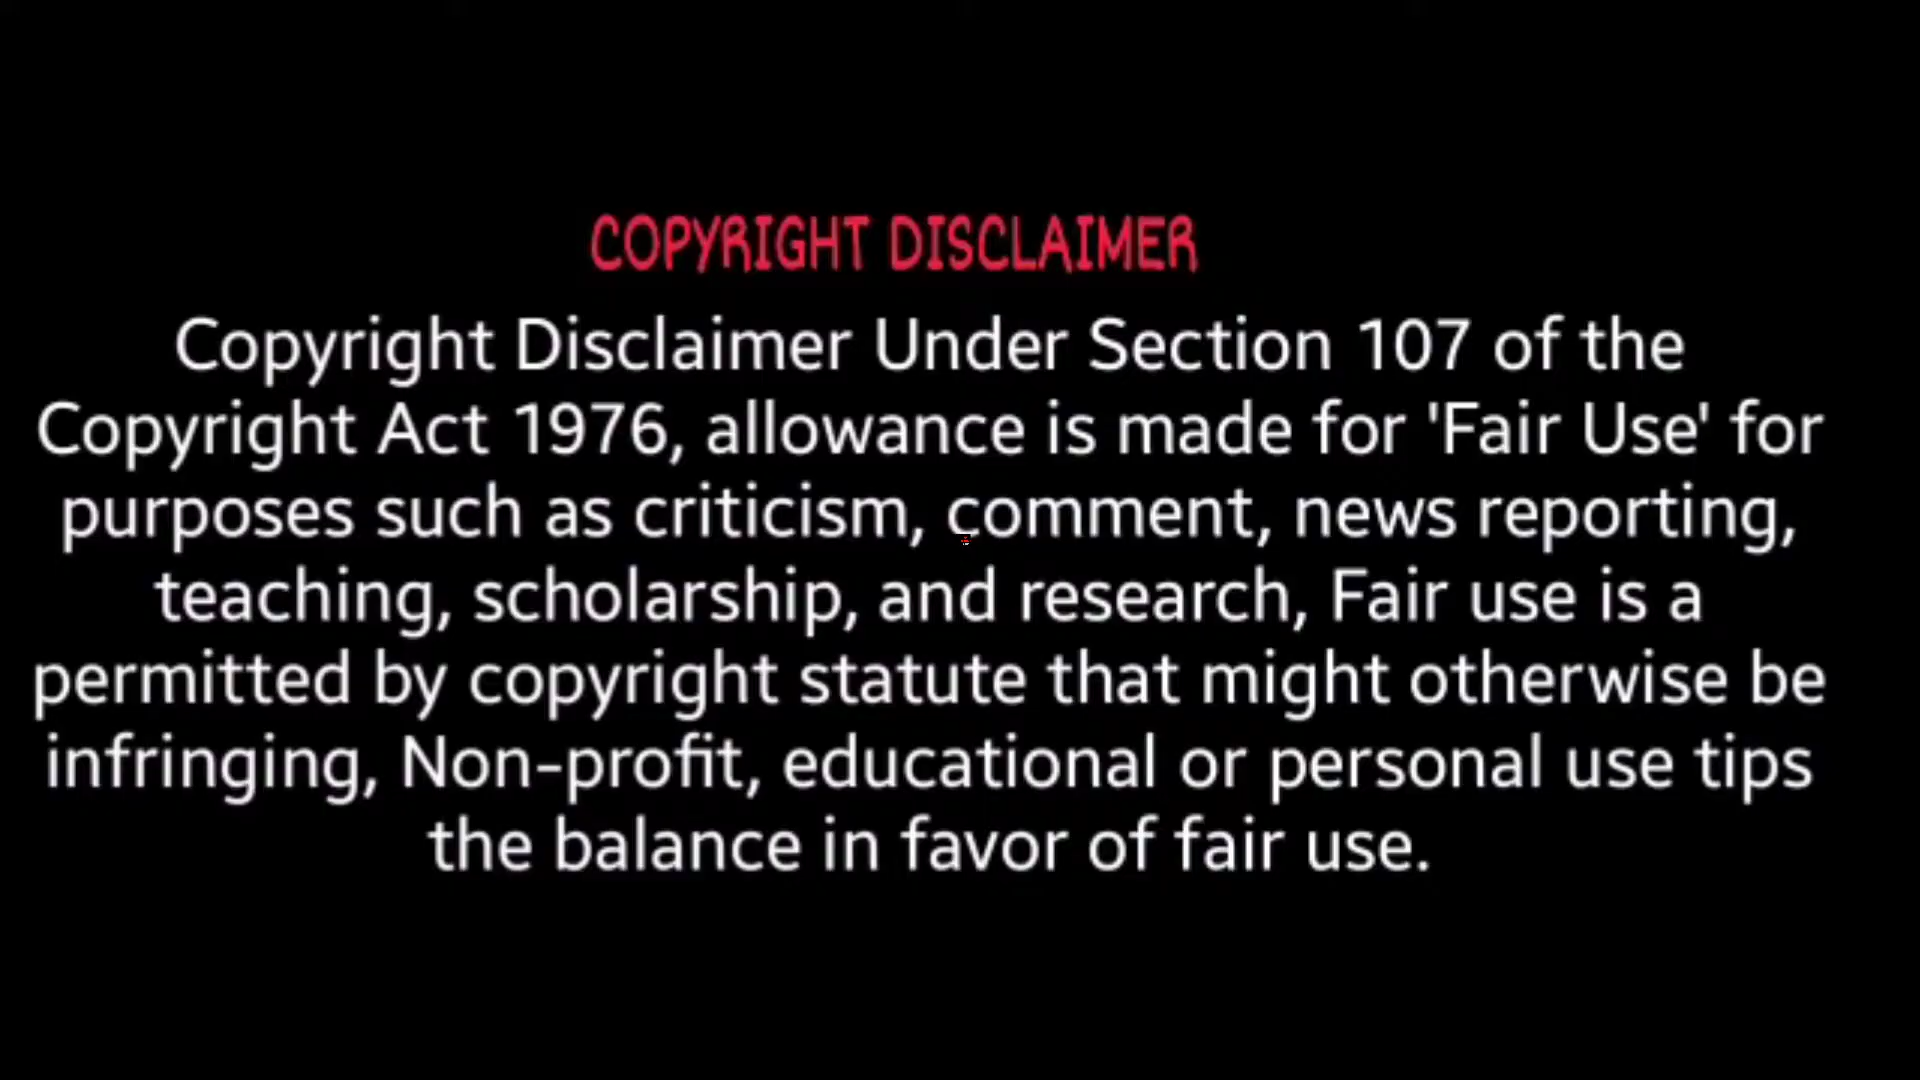 COPYRIGHT DISCLAIMER
Copyright Disclaimer Under Section 107 of the
Copyright Act 1976, allowance is made for 'Fair Use' for
purposes such as criticism, comment, news reporting,
teaching, scholarship, and research, Fair use is a
permitted by copyright statute that might otherwise be
infringing, Non-profit, educational or personal use tips
the balance in favor of fair use.